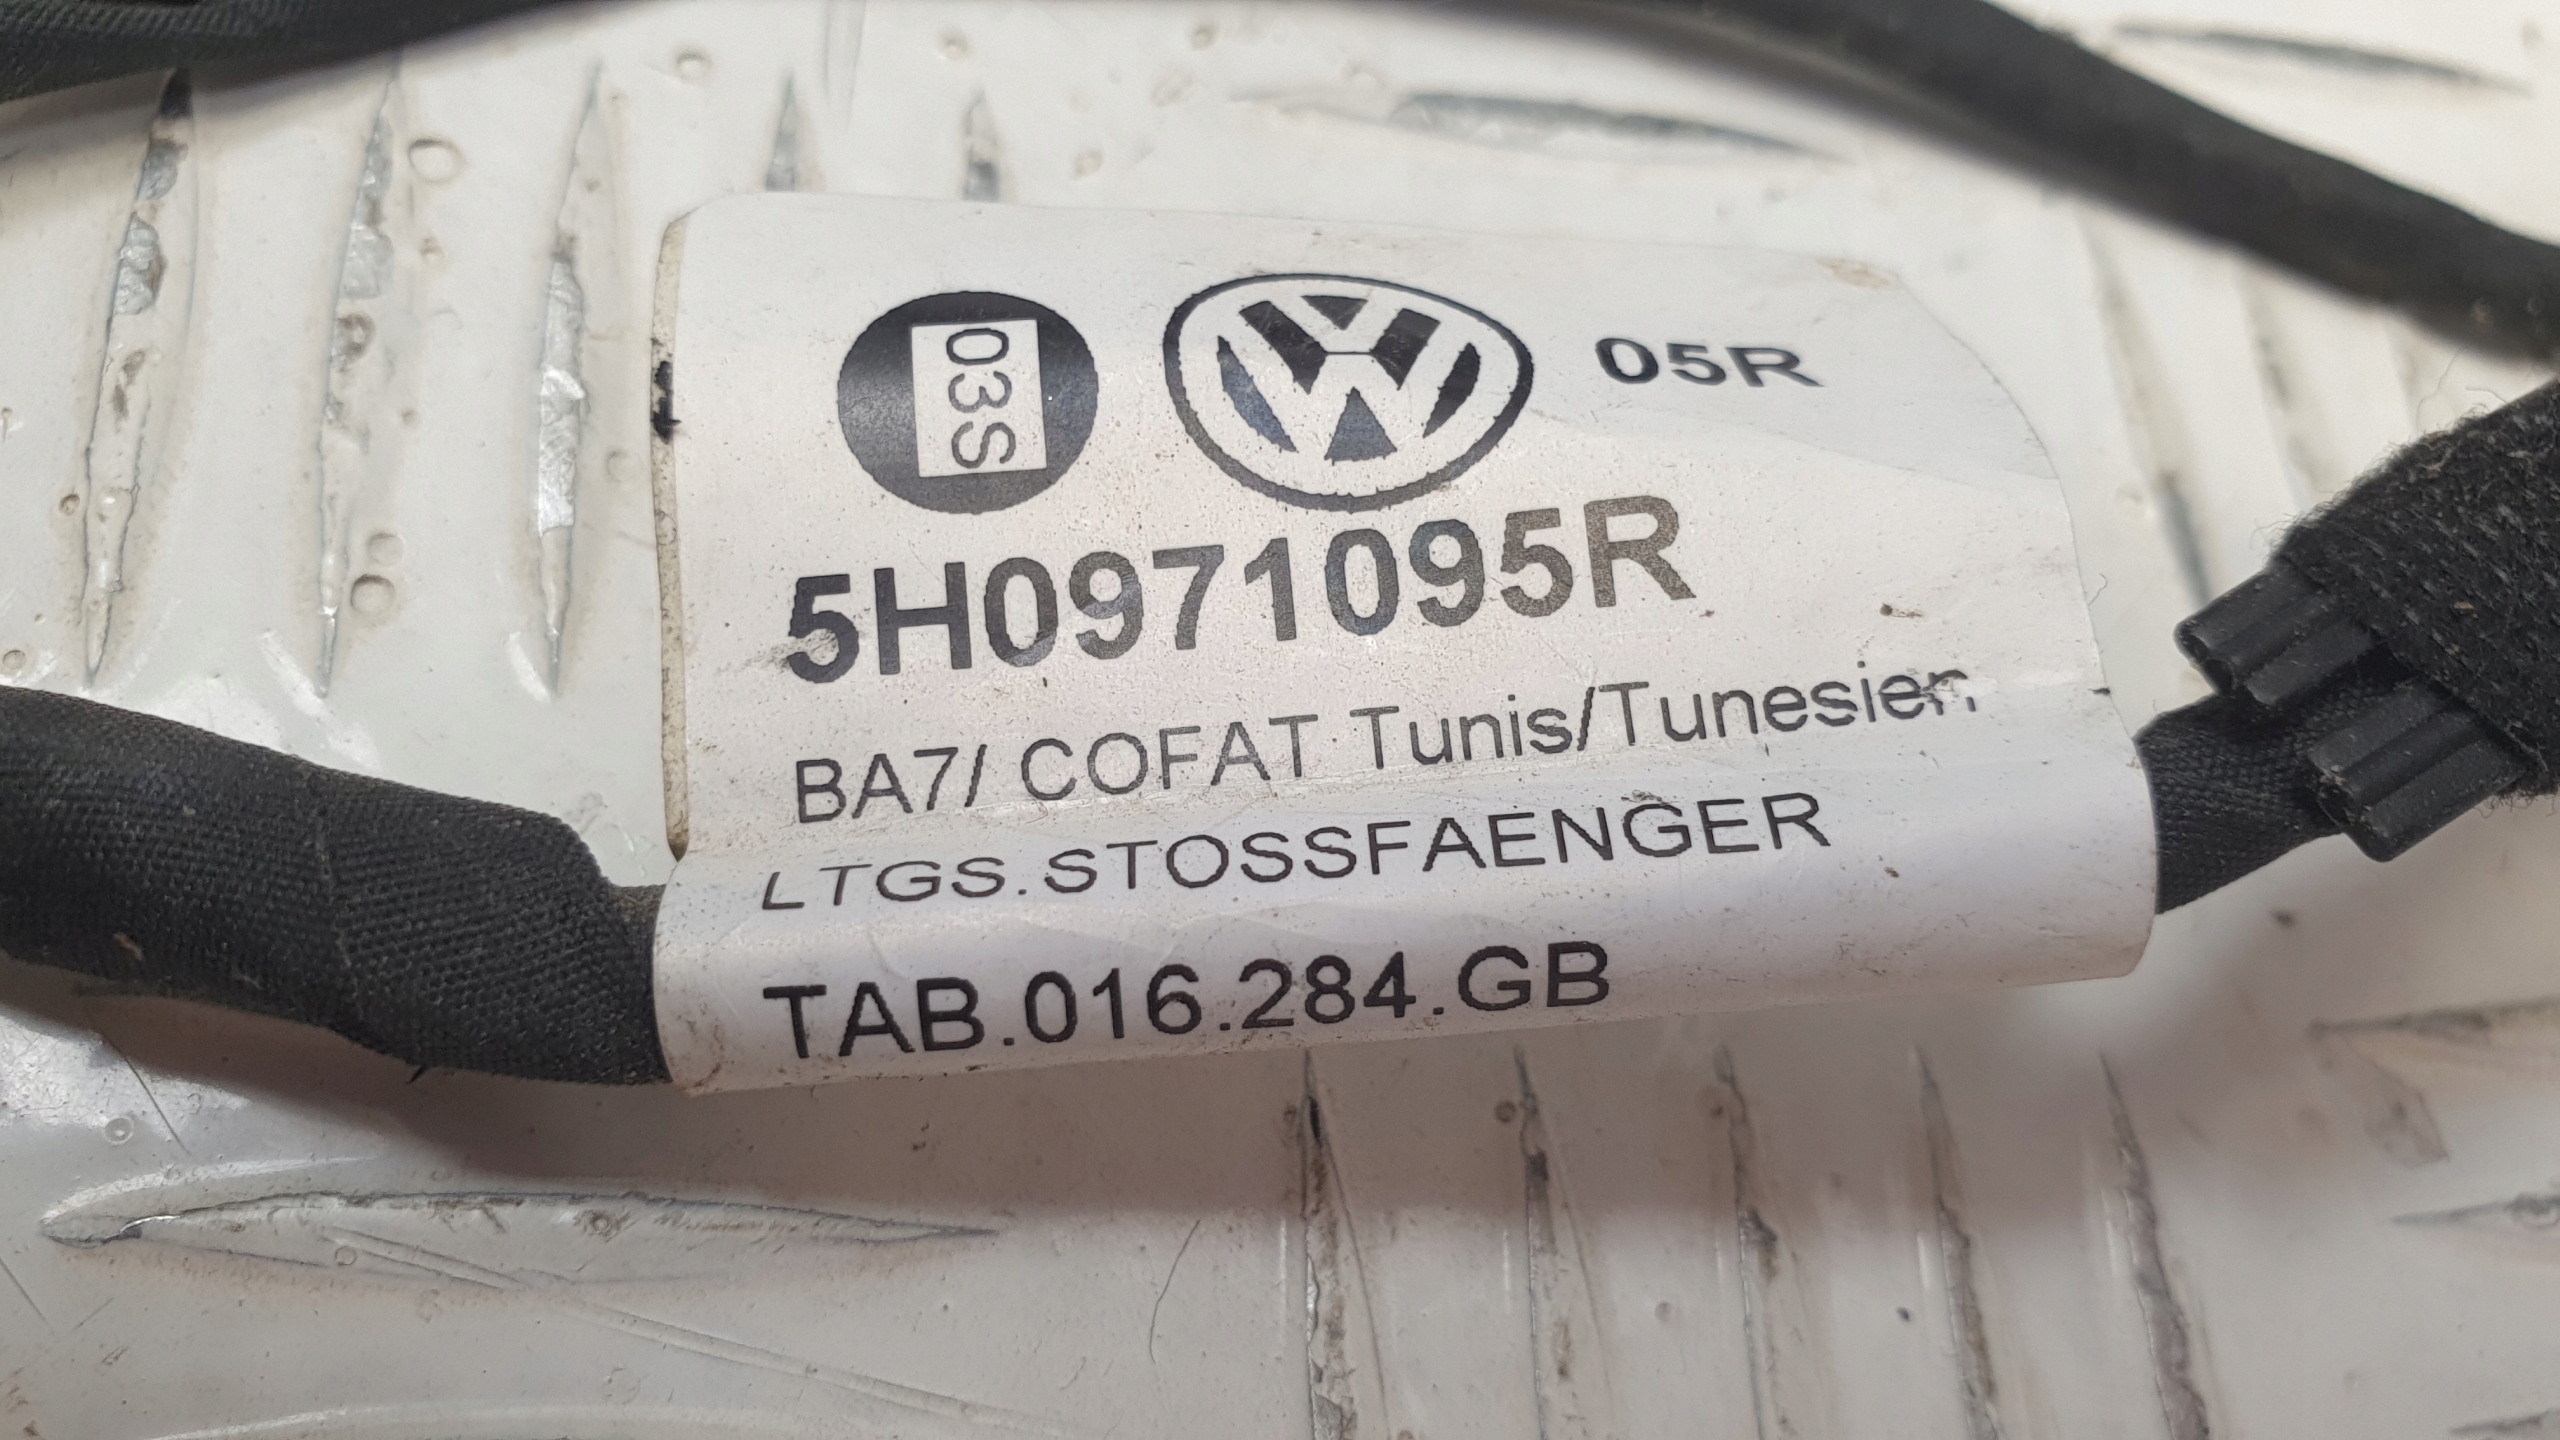 03S
05R
5H0971095R
BA7/ COFAT Tunis/Tunesien
LTGS.STOSSFAENGER
TAB.016.284.GB